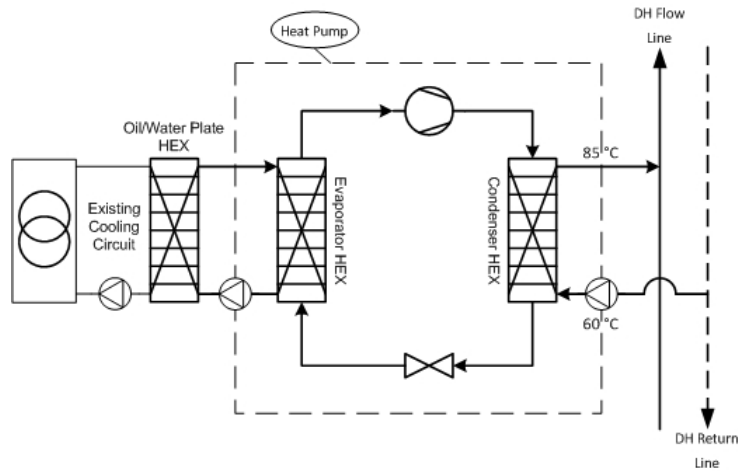 DH Flow
Line
Heat Pump
Oil/Water Plate
HEX
85 °C
Existing
Cooling
Circuit
Evaporator HEX
Condenser HEX
60 °C
DH Return
Line